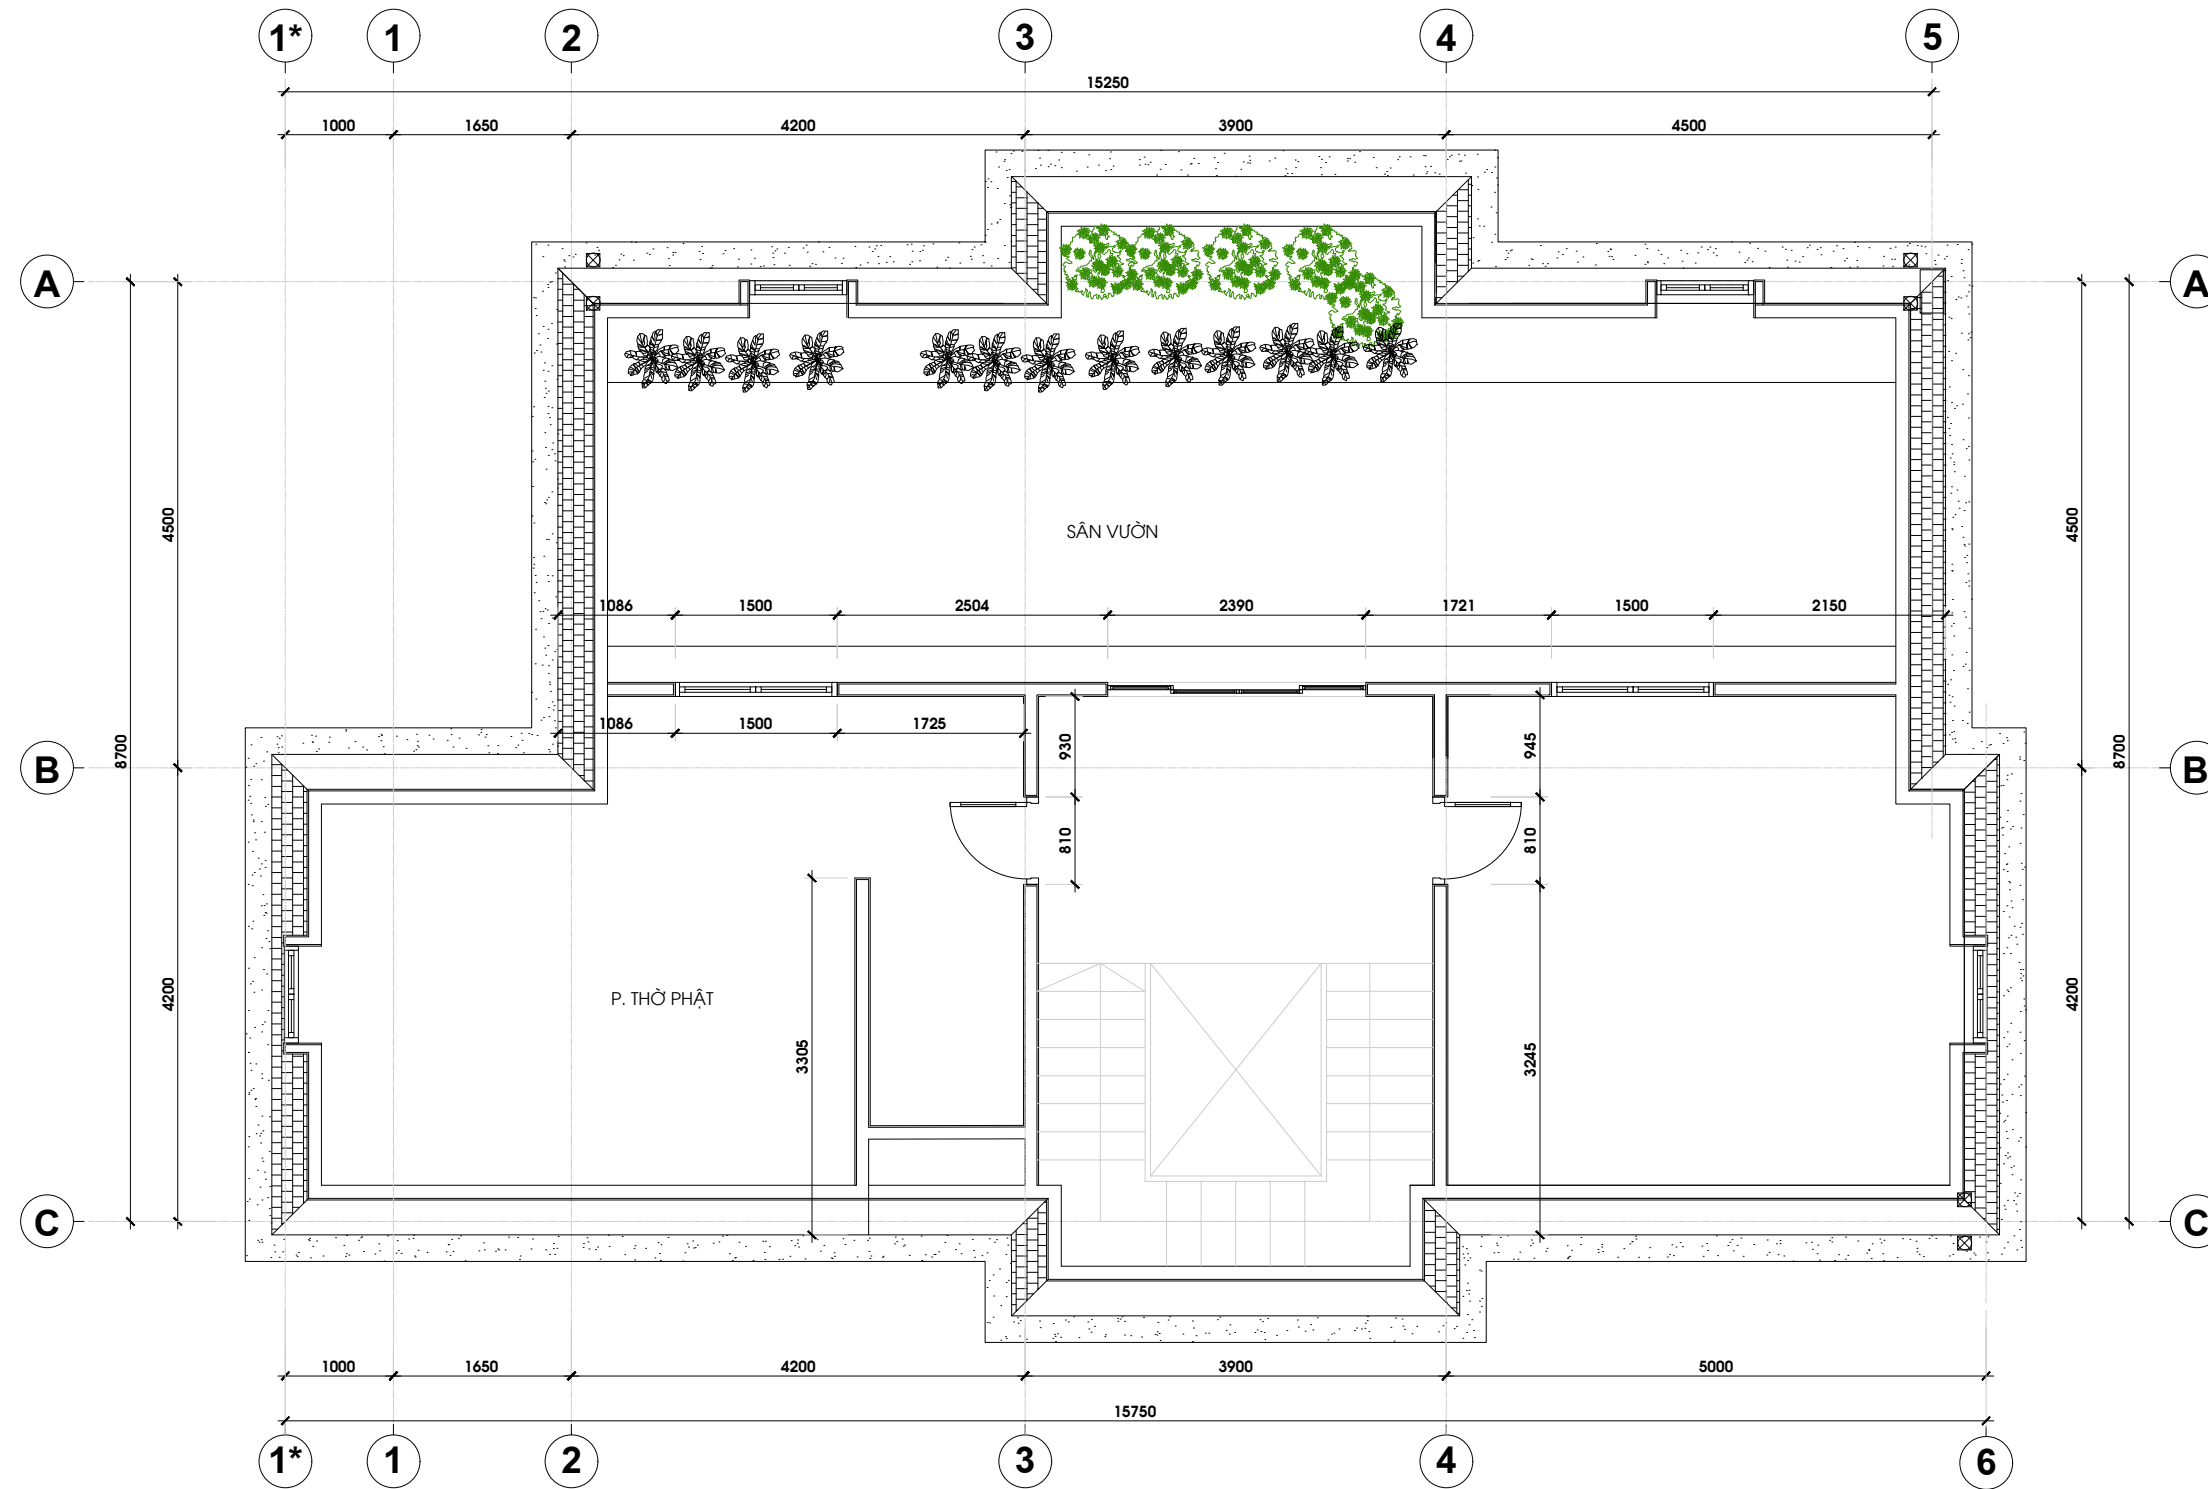 1* 1 2 3 4 5
15250
1000 1650 4200 3900 4500
A A
4500 4500
SÂN VƯỜN
1086 1500 2504 2390 1721 1500 2150
1086 1500 1725
930 945
8700 8700
B B
810 810
4200 4200
P. THỜ PHẬT
3305 3245
C C
1000 1650 4200 3900 5000
15750
1* 1 2 3 4 6